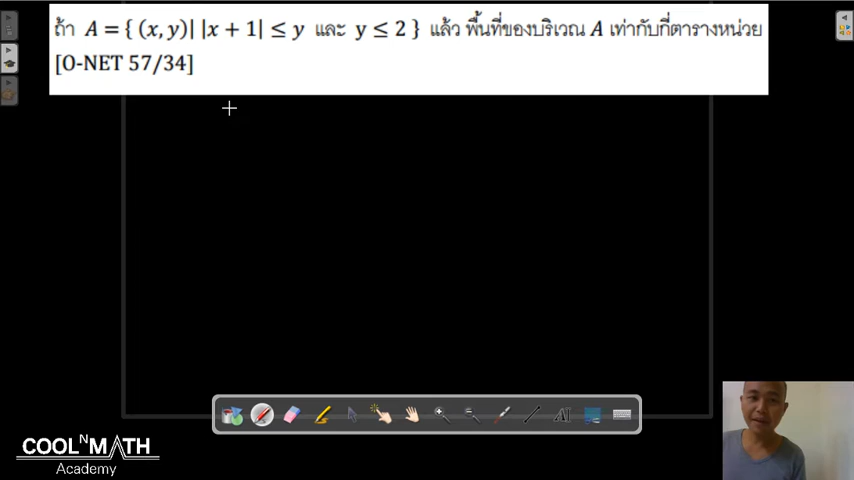 ถ้า A = { (x, y)| |x + 1| ≤ y และ y ≤ 2 } แล้ว พื้นที่ของบริเวณ A เท่ากับกี่ตารางหน่วย
[O-NET 57/34]
AI
COOL N MATH
Academy